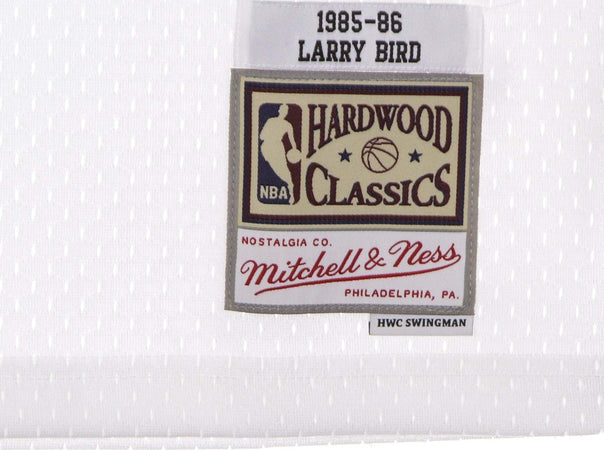 1985-86
LARRY BIRD
HARDWOOD
NBA
CLASSICS
NOSTALGIA CO.
Mitchell & Ness
PHILADELPHIA, PA.
HWC SWINGMAN